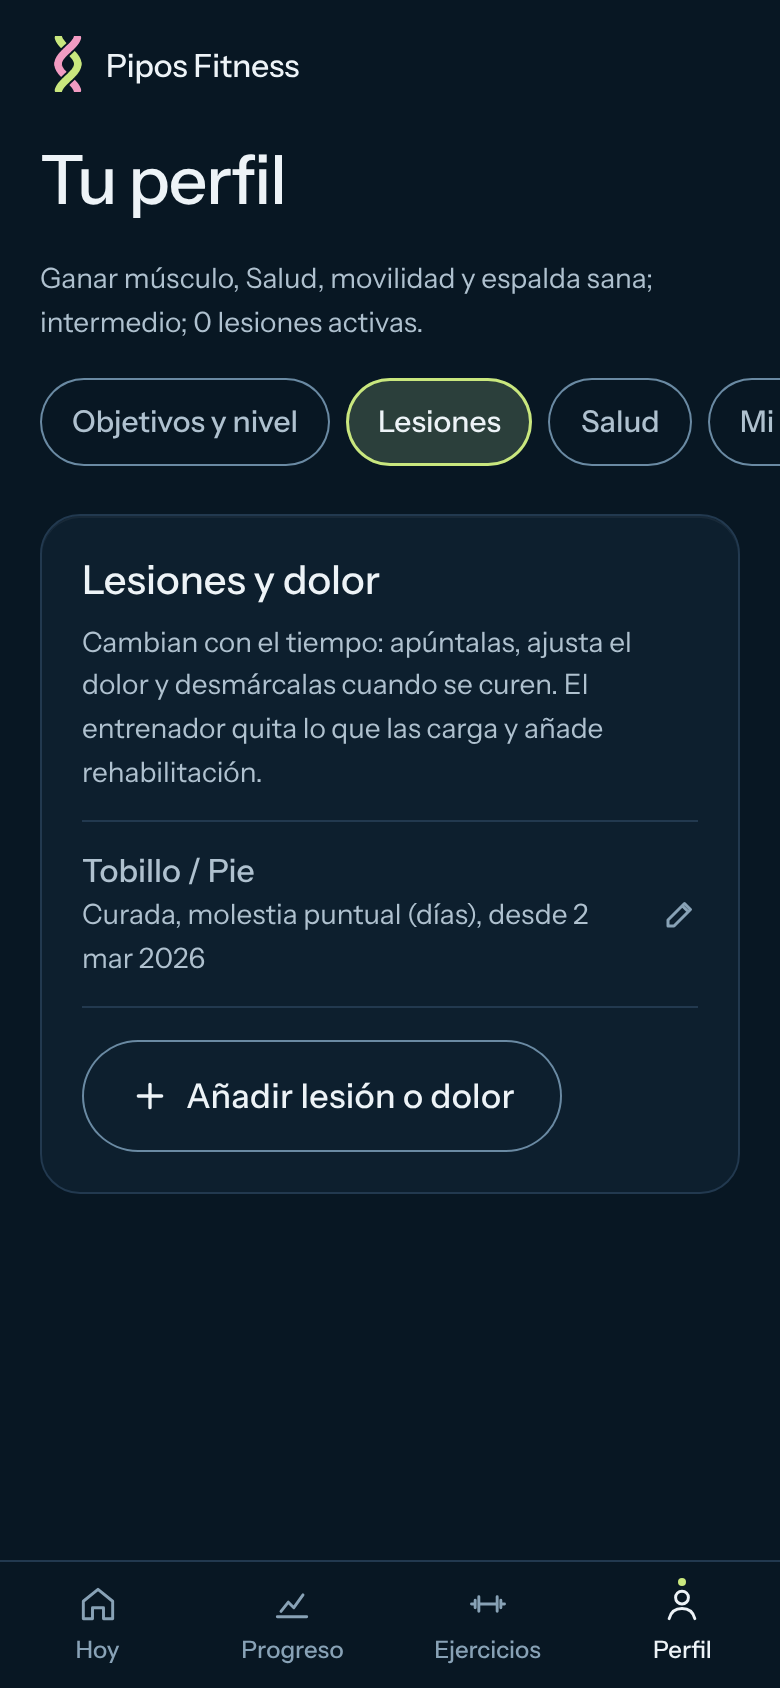 Pipos Fitness
Tu perfil
Ganar músculo, Salud, movilidad y espalda sana;
intermedio; 0 lesiones activas.
Objetivos y nivel
Lesiones
Salud
Mi
Lesiones y dolor
Cambian con el tiempo: apúntalas, ajusta el
dolor y desmárcalas cuando se curen. El
entrenador quita lo que las carga y añade
rehabilitación.
Tobillo / Pie
Curada, molestia puntual (días), desde 2
mar 2026
Añadir lesión o dolor
Hoy
Progreso
Ejercicios
Perfil